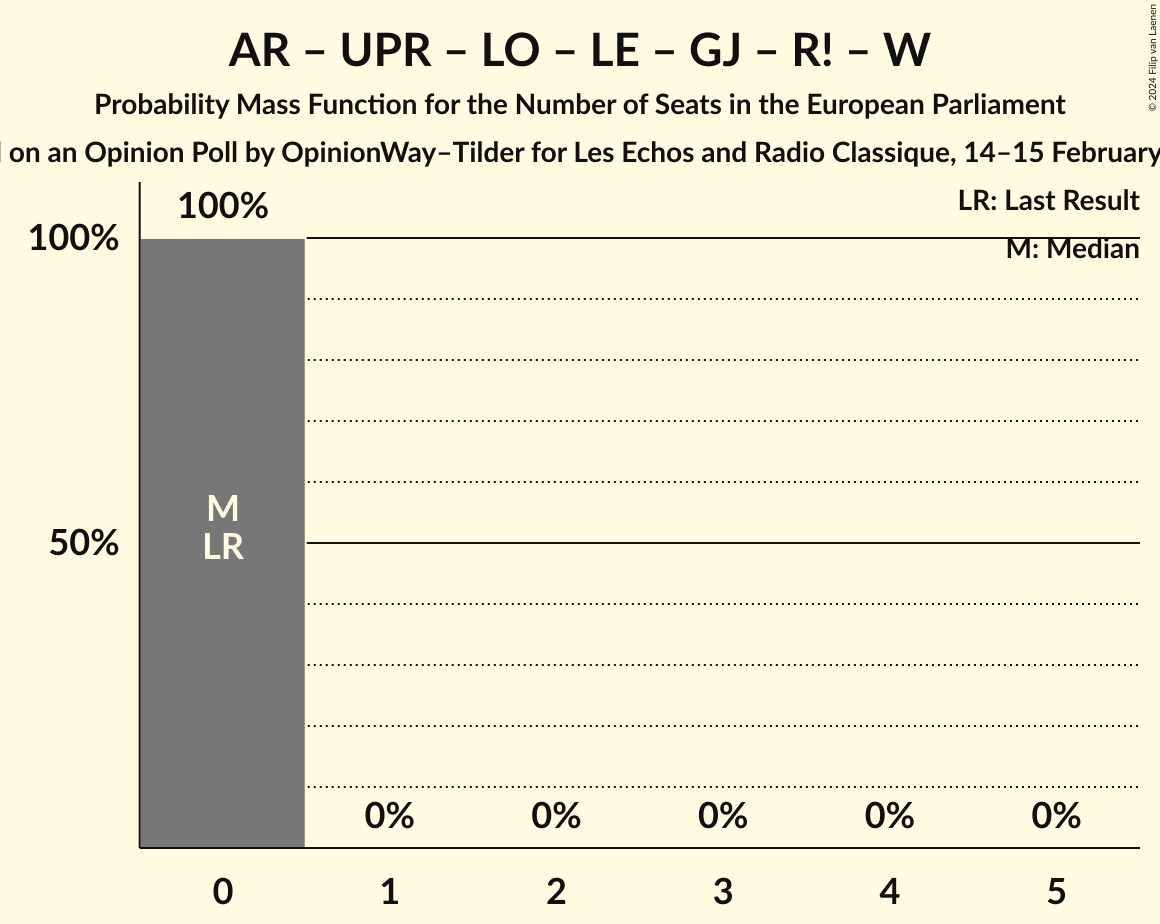 AR – UPR – LO – LE – GJ – R! – W
Probability Mass Function for the Number of Seats in the European Parliament
on an Opinion Poll by OpinionWay–Tilder for Les Echos and Radio Classique, 14–15 February
© 2024 Filip van Laenen
LR: Last Result
M: Median
100%
100%
50%
M
LR
0% 0% 0% 0% 0%
0 1 2 3 4 5